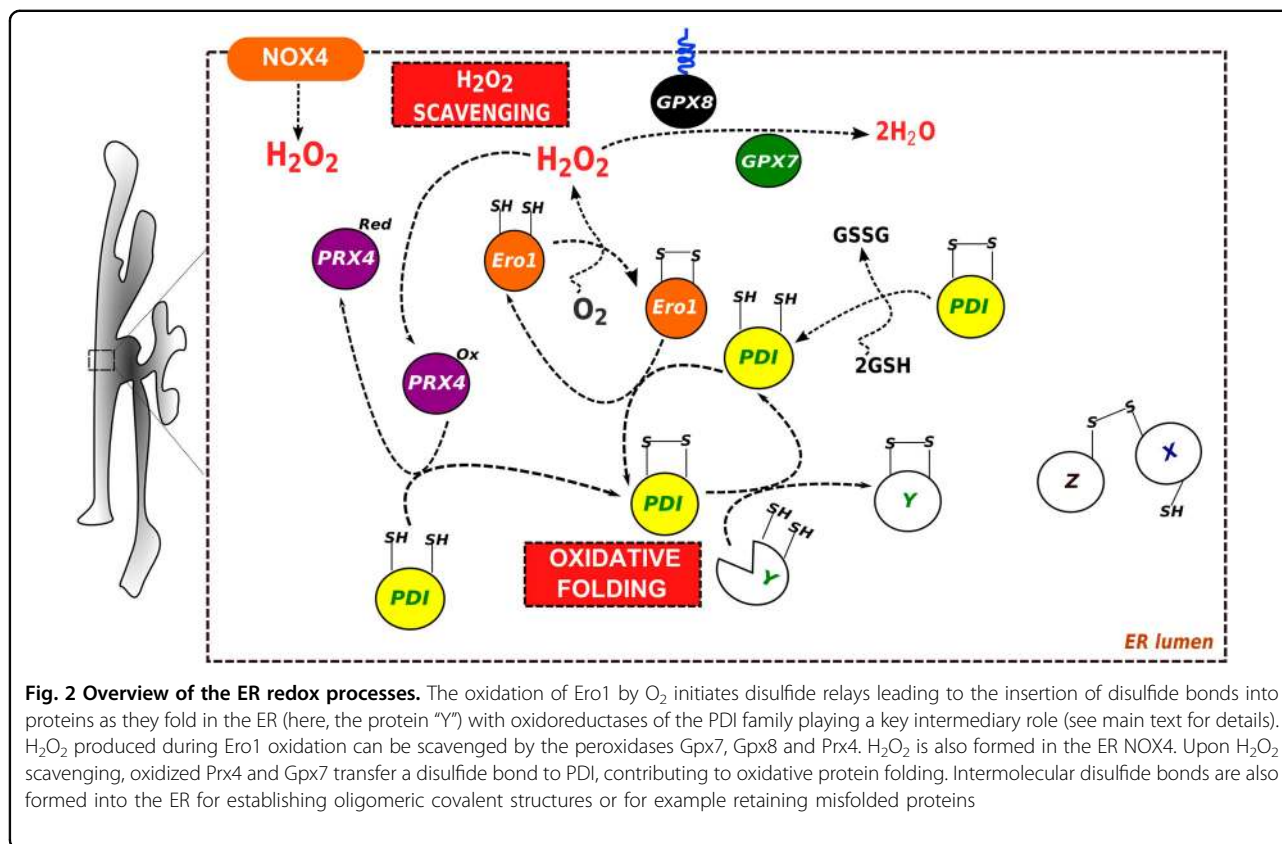 NOX4
H₂O₂
H₂O₂
SCAVENGING
GPX8
H₂O₂
GPX7
2H₂O
PRX4
Red
SH SH
Ero1
O₂
S S
Ero1
PRX4
Ox
SH SH
PDI
GSSG
2GSH
S S
PDI
SH SH
PDI
S S
PDI
OXIDATIVE
FOLDING
SH
SH
Y
S S
Y
S S
Z
X
SH
ER lumen
Fig. 2 Overview of the ER redox processes. The oxidation of Ero1 by O₂ initiates disulfide relays leading to the insertion of disulfide bonds into
proteins as they fold in the ER (here, the protein “Y”) with oxidoreductases of the PDI family playing a key intermediary role (see main text for details).
H₂O₂ produced during Ero1 oxidation can be scavenged by the peroxidases Gpx7, Gpx8 and Prx4. H₂O₂ is also formed in the ER NOX4. Upon H₂O₂
scavenging, oxidized Prx4 and Gpx7 transfer a disulfide bond to PDI, contributing to oxidative protein folding. Intermolecular disulfide bonds are also
formed into the ER for establishing oligomeric covalent structures or for example retaining misfolded proteins